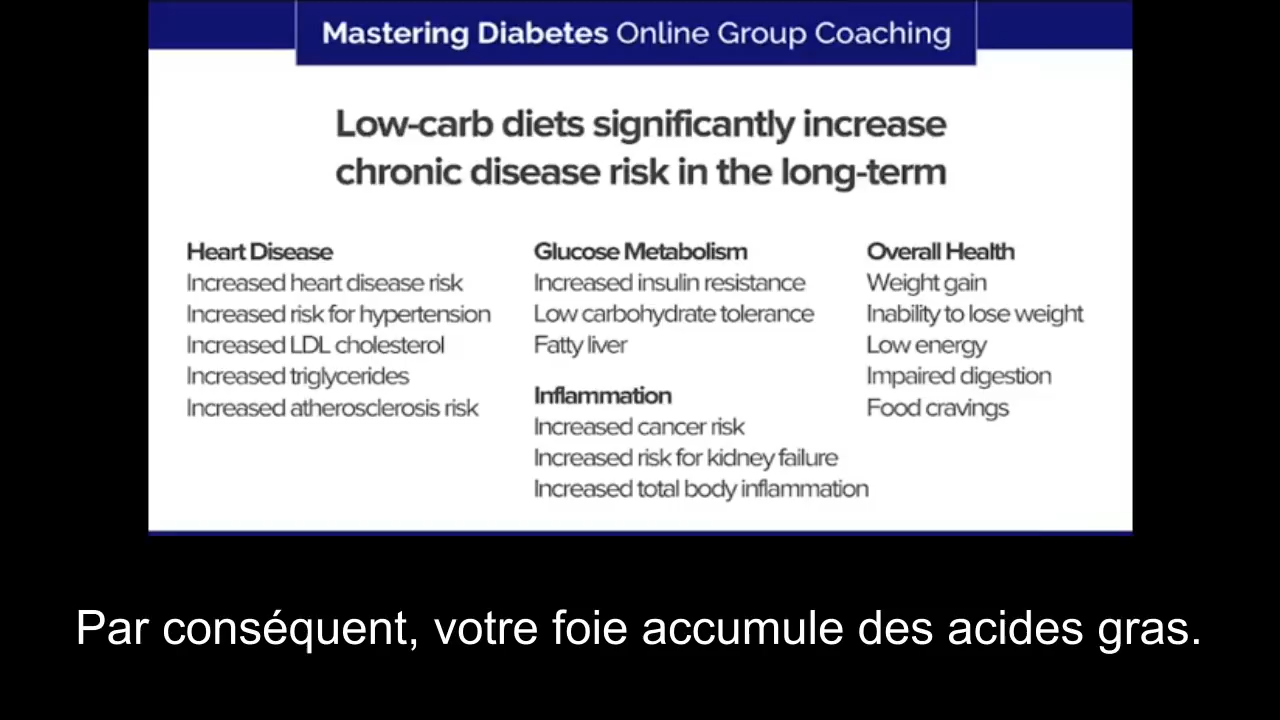 Mastering Diabetes Online Group Coaching
Low-carb diets significantly increase
chronic disease risk in the long-term
Heart Disease
Increased heart disease risk
Increased risk for hypertension
Increased LDL cholesterol
Increased triglycerides
Increased atherosclerosis risk
Glucose Metabolism
Increased insulin resistance
Low carbohydrate tolerance
Fatty liver
Inflammation
Increased cancer risk
Increased risk for kidney failure
Increased total body inflammation
Overall Health
Weight gain
Inability to lose weight
Low energy
Impaired digestion
Food cravings
Par conséquent, votre foie accumule des acides gras.